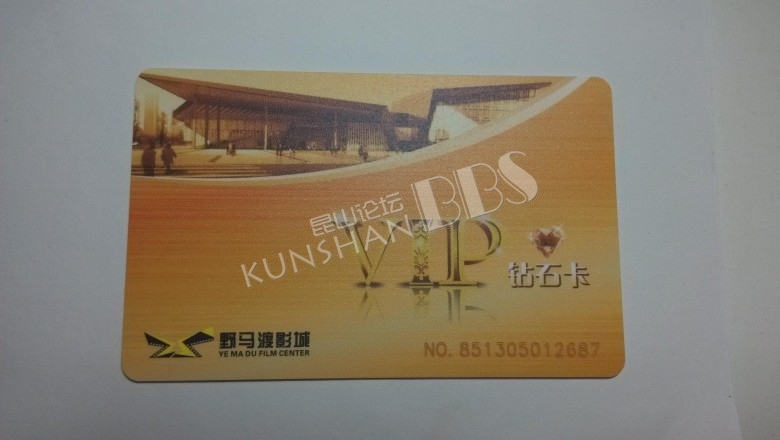 昆山论坛 BBS
KUNSHAN
VIP 钻石卡
野马渡影城
YE MA DU FILM CENTER
NO. 851305012687